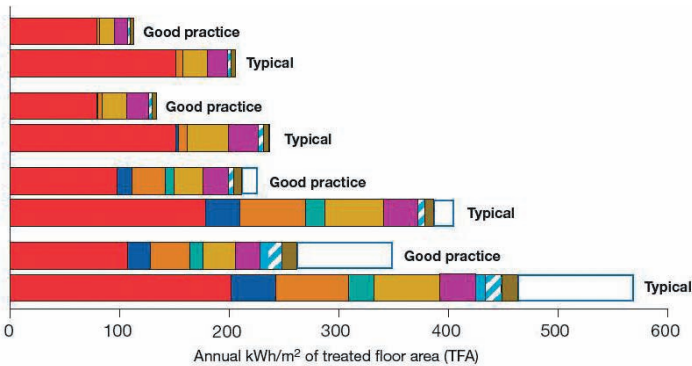 Good practice
Typical
Good practice
Typical
Good practice
Typical
Good practice
Typical
0 100 200 300 400 500 600
Annual kWh/m² of treated floor area (TFA)